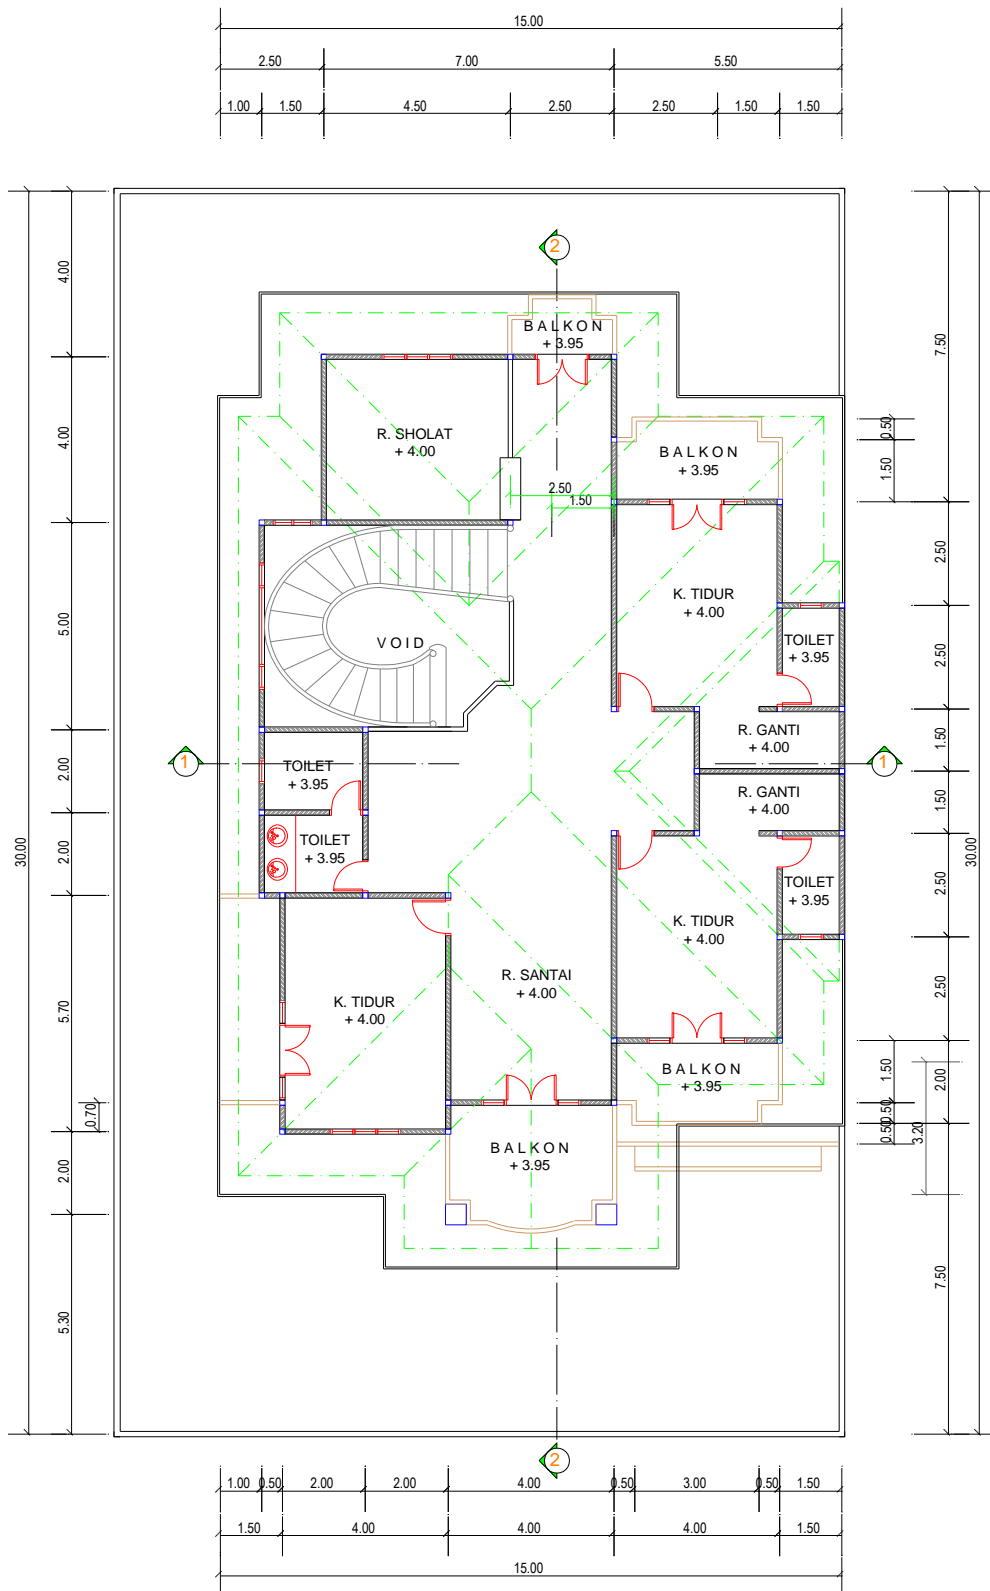 15.00
2.50 7.00 5.50
1.00 1.50 4.50 2.50 2.50 1.50 1.50
2
4.00
7.50
BALKON
+ 3.95
R. SHOLAT
+ 4.00
4.00
0.50
BALKON
+ 3.95
1.50
2.50
1.50
2.50
K. TIDUR
+ 4.00
5.00
VOID
TOILET
+ 3.95
2.50
R. GANTI
+ 4.00
1.50
1
1
TOILET
+ 3.95
2.00
R. GANTI
+ 4.00
1.50
30.00
30.00
TOILET
+ 3.95
2.00
TOILET
+ 3.95
2.50
K. TIDUR
+ 4.00
R. SANTAI
+ 4.00
K. TIDUR
+ 4.00
5.70
2.50
BALKON
+ 3.95
1.50
2.00
0.70
0.50
0.50
3.20
BALKON
+ 3.95
2.00
7.50
5.30
2
1.00 0.50 2.00 2.00 4.00 0.50 3.00 0.50 1.50
1.50 4.00 4.00 4.00 1.50
15.00